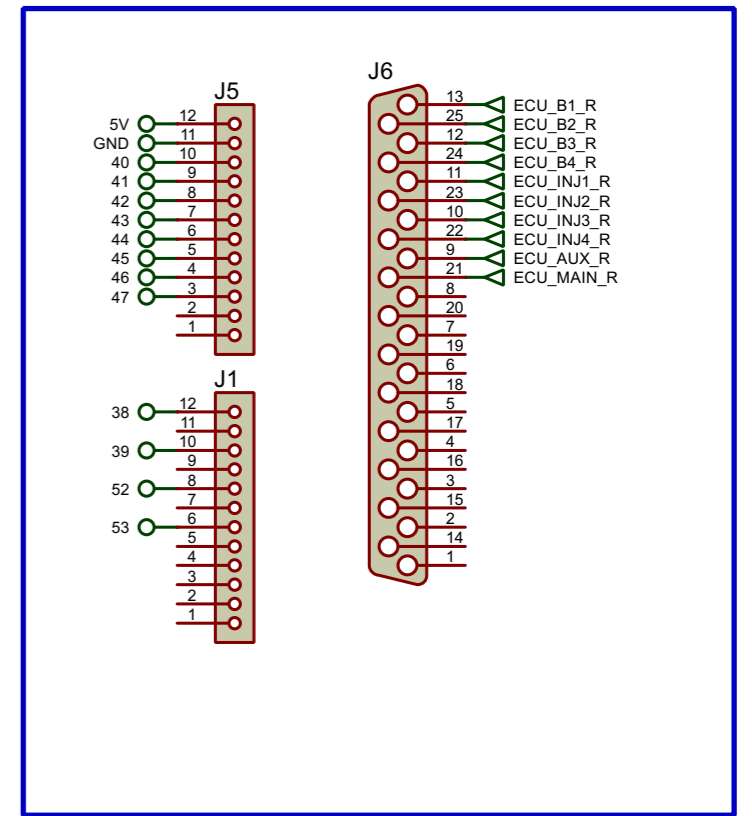 J5
5V 12
GND 11
40 10
41 9
42 8
43 7
44 6
45 5
46 4
47 3
2
1
J1
38 12
11
39 10
9
52 8
7
53 6
5
4
3
2
1
J6
13 ECU_B1_R
25 ECU_B2_R
12 ECU_B3_R
24 ECU_B4_R
11 ECU_INJ1_R
23 ECU_INJ2_R
10 ECU_INJ3_R
22 ECU_INJ4_R
9 ECU_AUX_R
21 ECU_MAIN_R
8
20
7
19
6
18
5
17
4
16
3
15
2
14
1